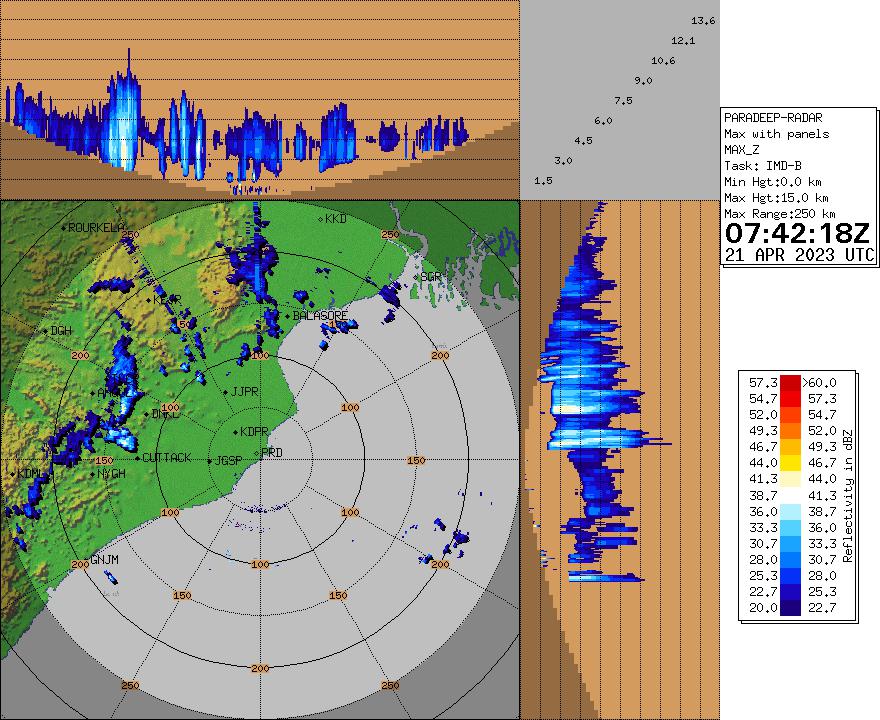 13.6
12.1
10.6
9.0
7.5
6.0
4.5
3.0
1.5
PARADEEP-RADAR
Max with panels
MAX_Z
Task: IMD-B
Min Hgt:0.0 km
Max Hgt:15.0 km
Max Range:250 km
07:42:18Z
21 APR 2023 UTC
KKD
ROURKELA
250
250
SGR
BALASORE
150
DGH
200
100
200
JJPR
100
100
KDPR
PRD
CUTTACK
JGSP
150
150
NYGH
100
100
GNJM
200
100
200
150
150
200
250
250
57.3 >60.0
54.7 57.3
52.0 54.7
49.3 52.0
46.7 49.3
44.0 46.7
41.3 44.0
38.7 41.3
36.0 38.7
33.3 36.0
30.7 33.3
28.0 30.7
25.3 28.0
22.7 25.3
20.0 22.7
Reflectivity in dBZ